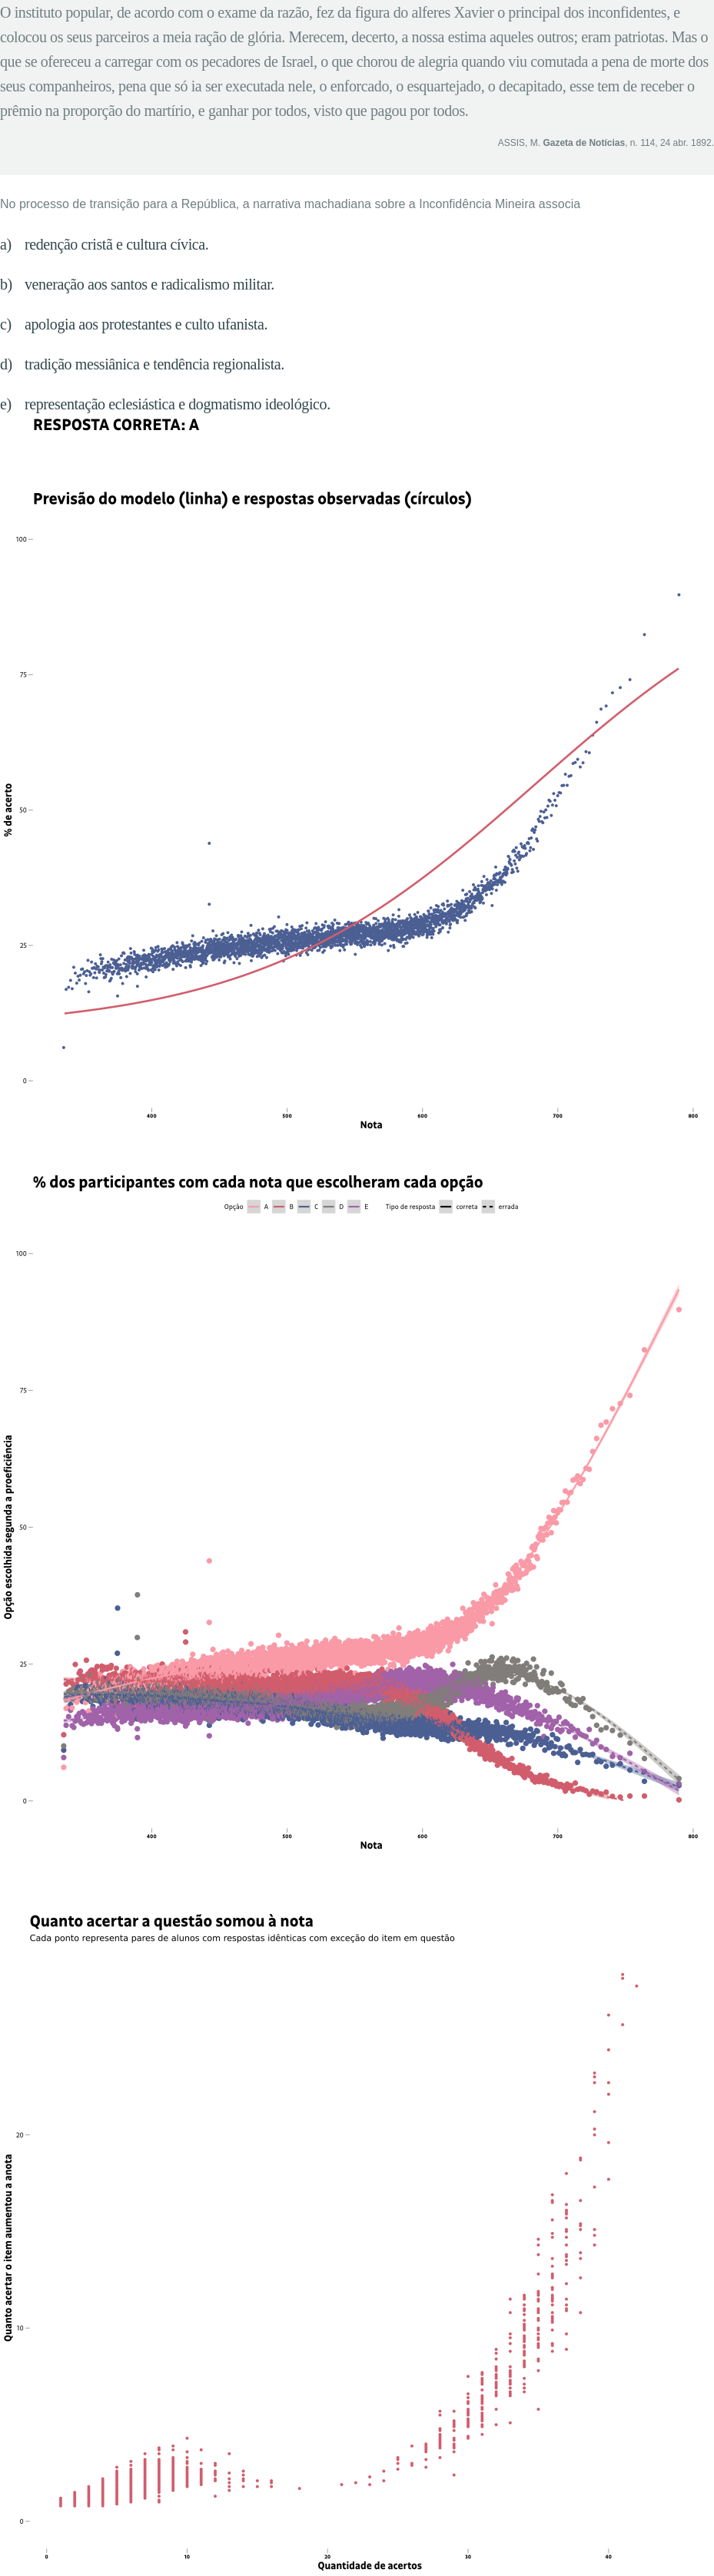 O instituto popular, de acordo com o exame da razão, fez da figura do alferes Xavier o principal dos inconfidentes, e
colocou os seus parceiros a meia ração de glória. Merecem, decerto, a nossa estima aqueles outros; eram patriotas. Mas o
que se ofereceu a carregar com os pecadores de Israel, o que chorou de alegria quando viu comutada a pena de morte dos
seus companheiros, pena que só ia ser executada nele, o enforcado, o esquartejado, o decapitado, esse tem de receber o
prêmio na proporção do martírio, e ganhar por todos, visto que pagou por todos.
ASSIS, M. Gazeta de Notícias, n. 114, 24 abr. 1892.
No processo de transição para a República, a narrativa machadiana sobre a Inconfidência Mineira associa
a) redenção cristã e cultura cívica.
b) veneração aos santos e radicalismo militar.
c) apologia aos protestantes e culto ufanista.
d) tradição messiânica e tendência regionalista.
e) representação eclesiástica e dogmatismo ideológico.
RESPOSTA CORRETA: A
Previsão do modelo (linha) e respostas observadas (círculos)
100
75
50
25
0
% de acerto
400 500 600 700 800
Nota
% dos participantes com cada nota que escolheram cada opção
Opção A B C D E Tipo de resposta correta errada
100
75
50
25
0
Opção escolhida segunda a proeficiência
400 500 600 700 800
Nota
Quanto acertar a questão somou à nota
Cada ponto representa pares de alunos com respostas idênticas com exceção do item em questão
20
10
0
Quanto acertar o item aumentou a anota
0 10 20 30 40
Quantidade de acertos